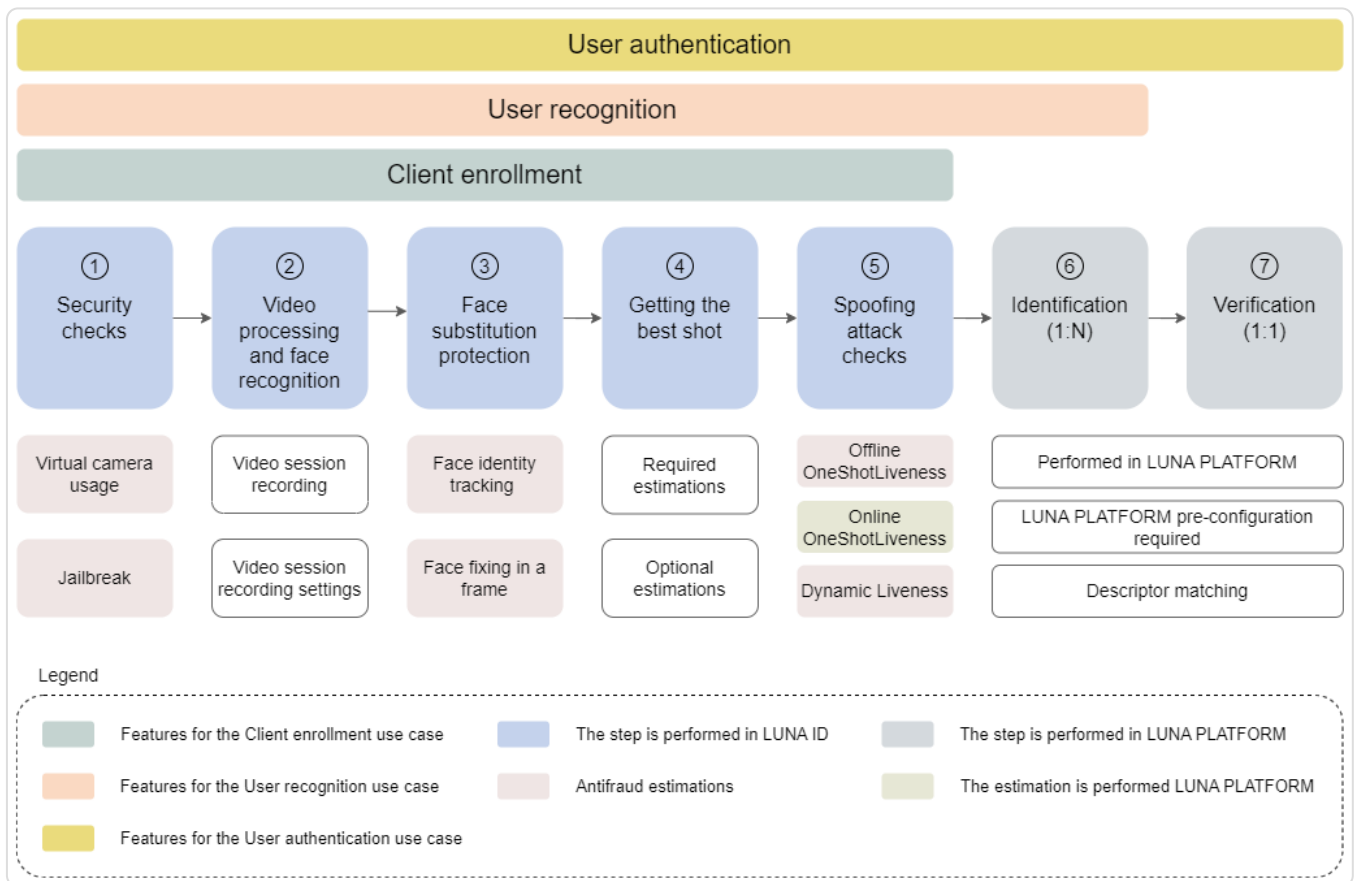 User authentication
User recognition
Client enrollment
1
Security
checks
2
Video
processing
and face
recognition
3
Face
substitution
protection
4
Getting the
best shot
5
Spoofing
attack
checks
6
Identification
(1:N)
7
Verification
(1:1)
Virtual camera
usage
Jailbreak
Video session
recording
Video session
recording settings
Face identity
tracking
Face fixing in a
frame
Required
estimations
Optional
estimations
Offline
OneShotLiveness
Online
OneShotLiveness
Dynamic Liveness
Performed in LUNA PLATFORM
LUNA PLATFORM pre-configuration
required
Descriptor matching
Legend
Features for the Client enrollment use case
Features for the User recognition use case
Features for the User authentication use case
The step is performed in LUNA ID
Antifraud estimations
The step is performed in LUNA PLATFORM
The estimation is performed LUNA PLATFORM